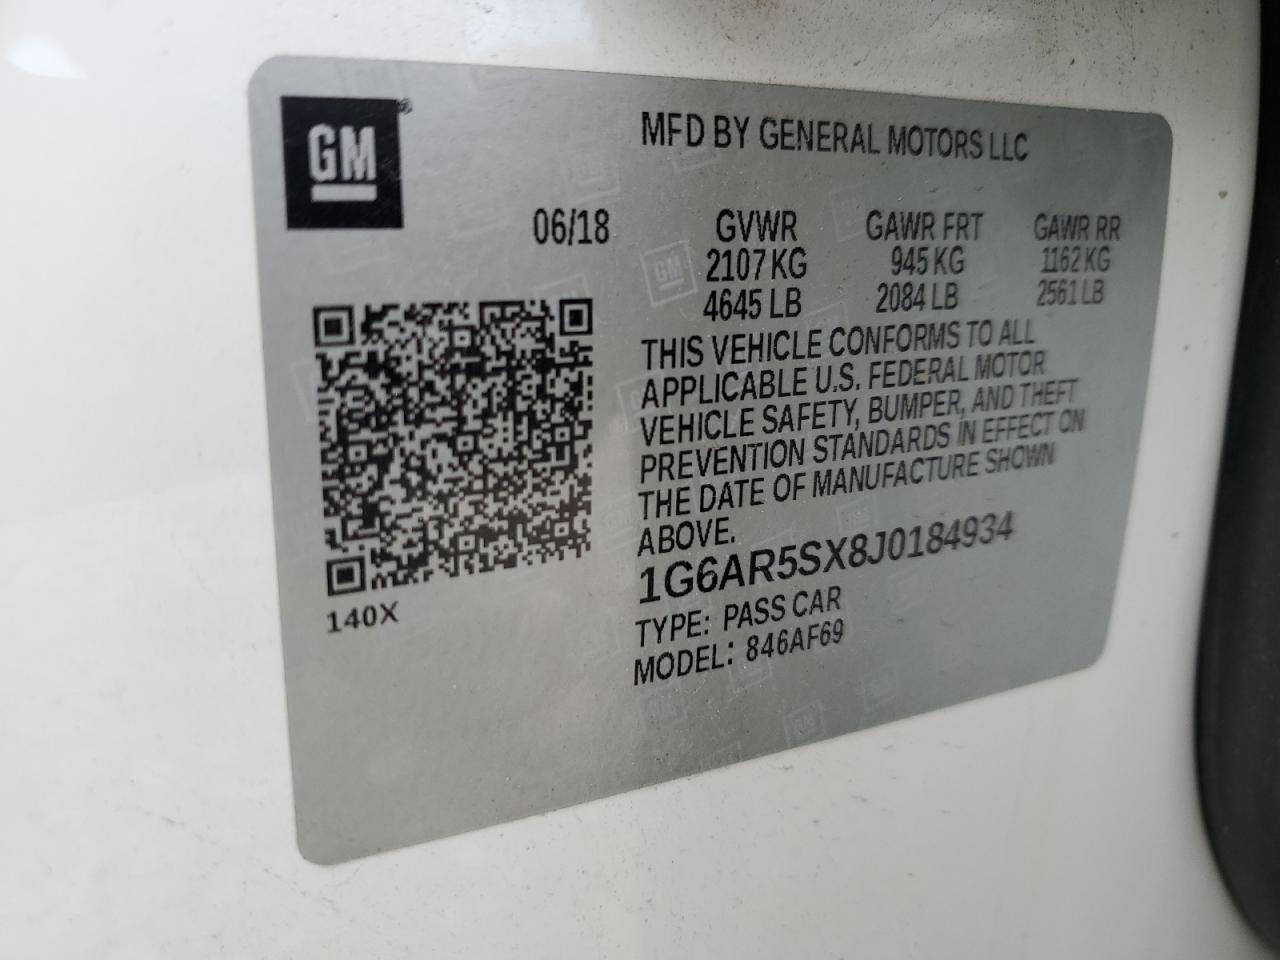 GM
MFD BY GENERAL MOTORS LLC
06/18 GVWR GAWR FRT GAWR RR
2107 KG 945 KG 1162 KG
4645 LB 2084 LB 2561 LB
THIS VEHICLE CONFORMS TO ALL
APPLICABLE U.S. FEDERAL MOTOR
VEHICLE SAFETY, BUMPER, AND THEFT
PREVENTION STANDARDS IN EFFECT ON
THE DATE OF MANUFACTURE SHOWN
ABOVE.
1G6AR5SX8J0184934
TYPE: PASS CAR
MODEL: 846AF69
140X